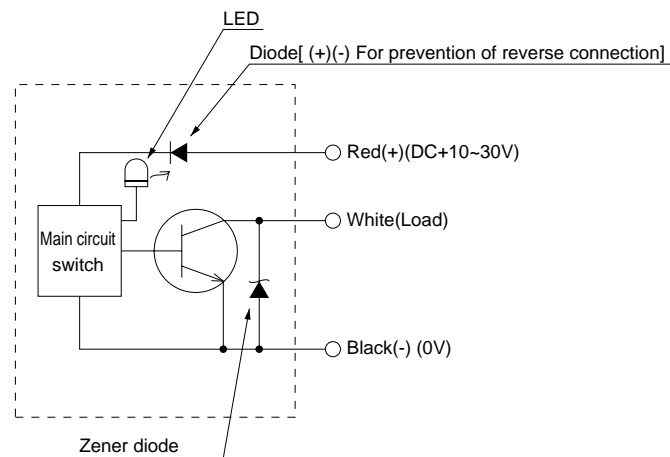 LED
Diode[ (+)(-) For prevention of reverse connection]
Red(+)(DC+10~30V)
White(Load)
Main circuit
switch
Black(-) (0V)
Zener diode